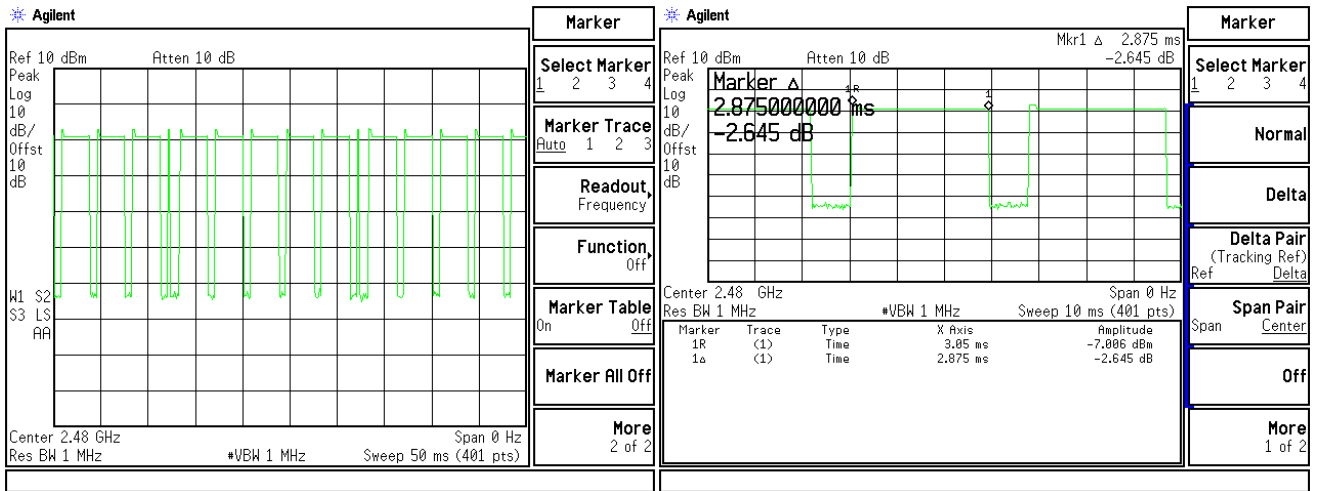 Agilent
Marker
Ref 10 dBm Atten 10 dB
Peak
Log
10
dB/
Offst
10
dB
W1 S2
S3 LS
AA
Center 2.48 GHz Span 0 Hz
Res BW 1 MHz #VBW 1 MHz Sweep 50 ms (401 pts)
Select Marker
1 2 3 4
Marker Trace
Auto 1 2 3
Readout
Frequency
Function
Off
Marker Table
On Off
Marker All Off
More
2 of 2
Agilent
Marker
Mkr1 Δ 2.875 ms
Ref 10 dBm Atten 10 dB -2.645 dB
Peak
Log
10
dB/
Offst
10
dB
Marker Δ
2.875000000 ms
-2.645 dB
1R
1
Center 2.48 GHz Span 0 Hz
Res BW 1 MHz #VBW 1 MHz Sweep 10 ms (401 pts)
Marker Trace Type X Axis Amplitude
1R (1) Time 3.05 ms -7.006 dBm
1Δ (1) Time 2.875 ms -2.645 dB
Select Marker
1 2 3 4
Normal
Delta
Delta Pair
(Tracking Ref)
Ref Delta
Span Pair
Span Center
Off
More
1 of 2